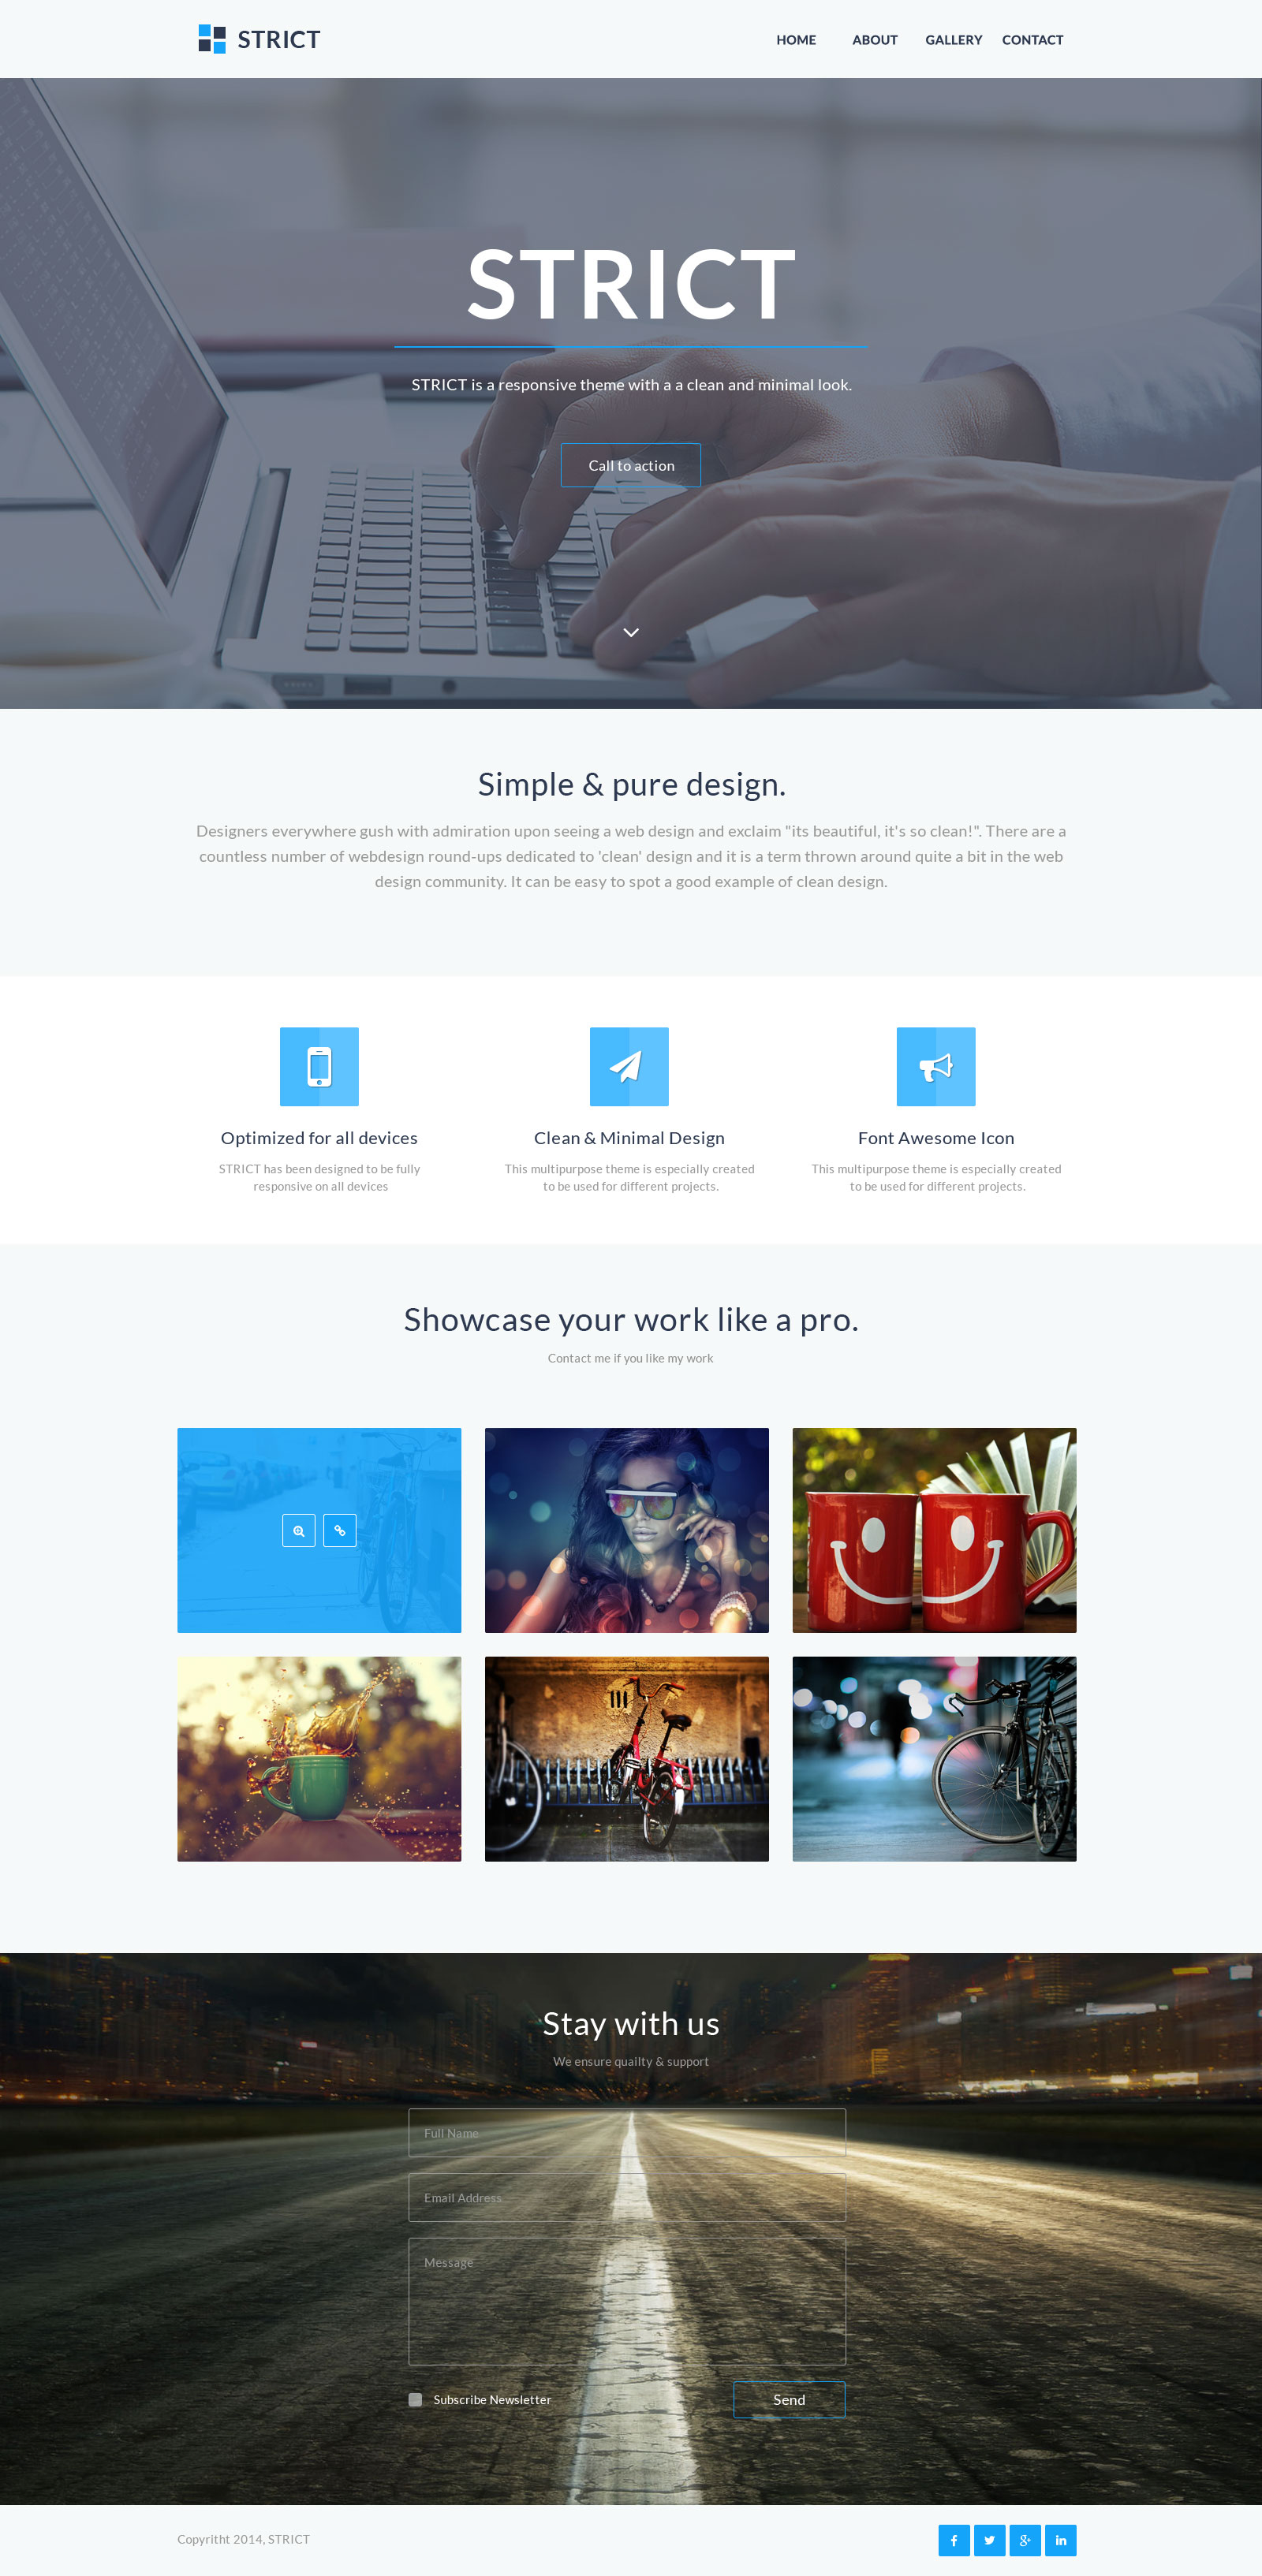 STRICT
HOME ABOUT GALLERY CONTACT
STRICT
STRICT is a responsive theme with a a clean and minimal look.
Call to action
Simple & pure design.
Designers everywhere gush with admiration upon seeing a web design and exclaim "its beautiful, it's so clean!". There are a
countless number of webdesign round-ups dedicated to 'clean' design and it is a term thrown around quite a bit in the web
design community. It can be easy to spot a good example of clean design.
Optimized for all devices
STRICT has been designed to be fully
responsive on all devices
Clean & Minimal Design
This multipurpose theme is especially created
to be used for different projects.
Font Awesome Icon
This multipurpose theme is especially created
to be used for different projects.
Showcase your work like a pro.
Contact me if you like my work
Stay with us
We ensure quailty & support
Full Name
Email Address
Message
Subscribe Newsletter
Send
Copyritht 2014, STRICT